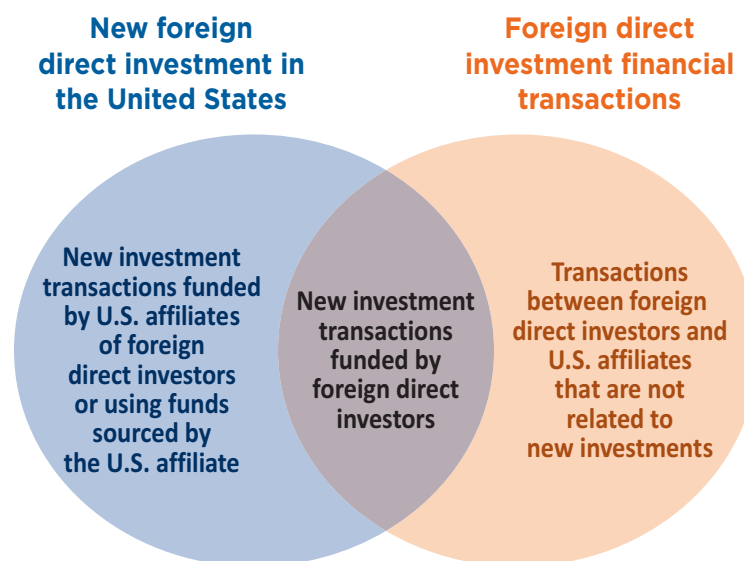 New foreign
direct investment in
the United States
Foreign direct
investment financial
transactions
New investment
transactions funded
by U.S. affiliates
of foreign
direct investors
or using funds
sourced by
the U.S. affiliate
New investment
transactions
funded by
foreign direct
investors
Transactions
between foreign
direct investors and
U.S. affiliates
that are not
related to
new investments